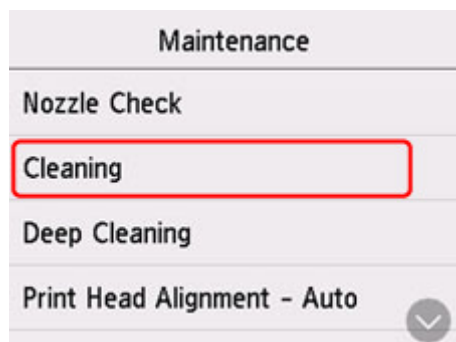 Maintenance
Nozzle Check
Cleaning
Deep Cleaning
Print Head Alignment - Auto